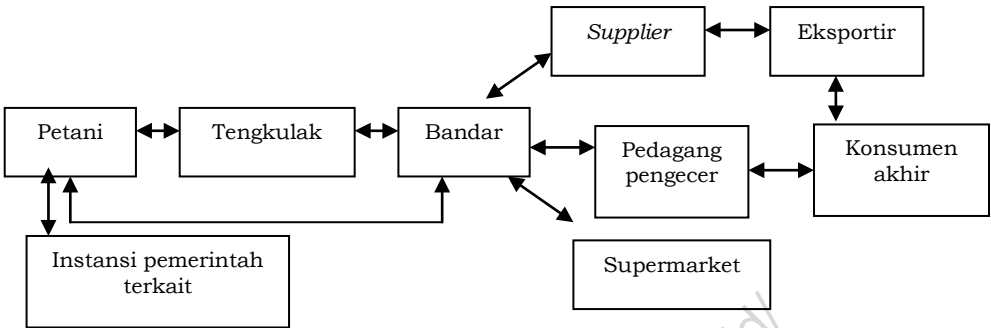 Supplier
Eksportir
Petani
Tengkulak
Bandar
Pedagang
pengecer
Konsumen
akhir
Instansi pemerintah
terkait
Supermarket